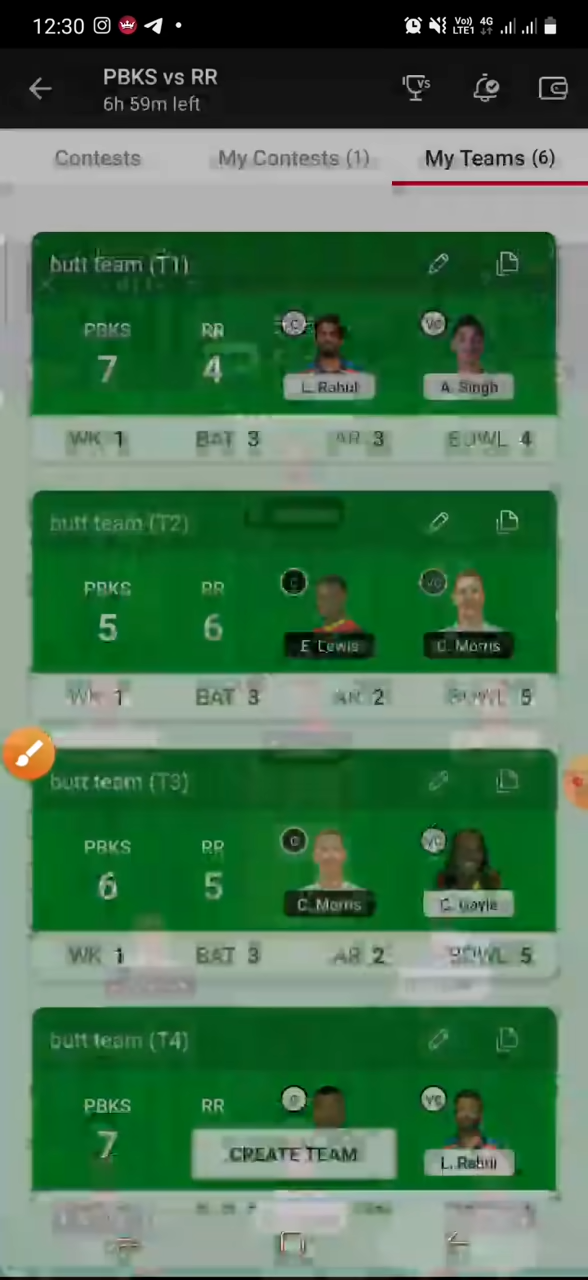 12:30
Vo)) 4G
LTE1
PBKS vs RR
6h 59m left
VS
Contests
My Contests (1)
My Teams (6)
butt team (T1)
PBKS
RR
C
VC
7
4
L. Rahul
A. Singh
WK 1
BAT 3
AR 3
BOWL 4
butt team (T2)
PBKS
RR
C
VC
5
6
E. Lewis
C. Morris
WK 1
BAT 3
AR 2
BOWL 5
butt team (T3)
PBKS
RR
C
VC
6
5
C. Morris
C. Gayle
WK 1
BAT 3
AR 2
BOWL 5
butt team (T4)
PBKS
RR
C
VC
7
CREATE TEAM
L. Rahul